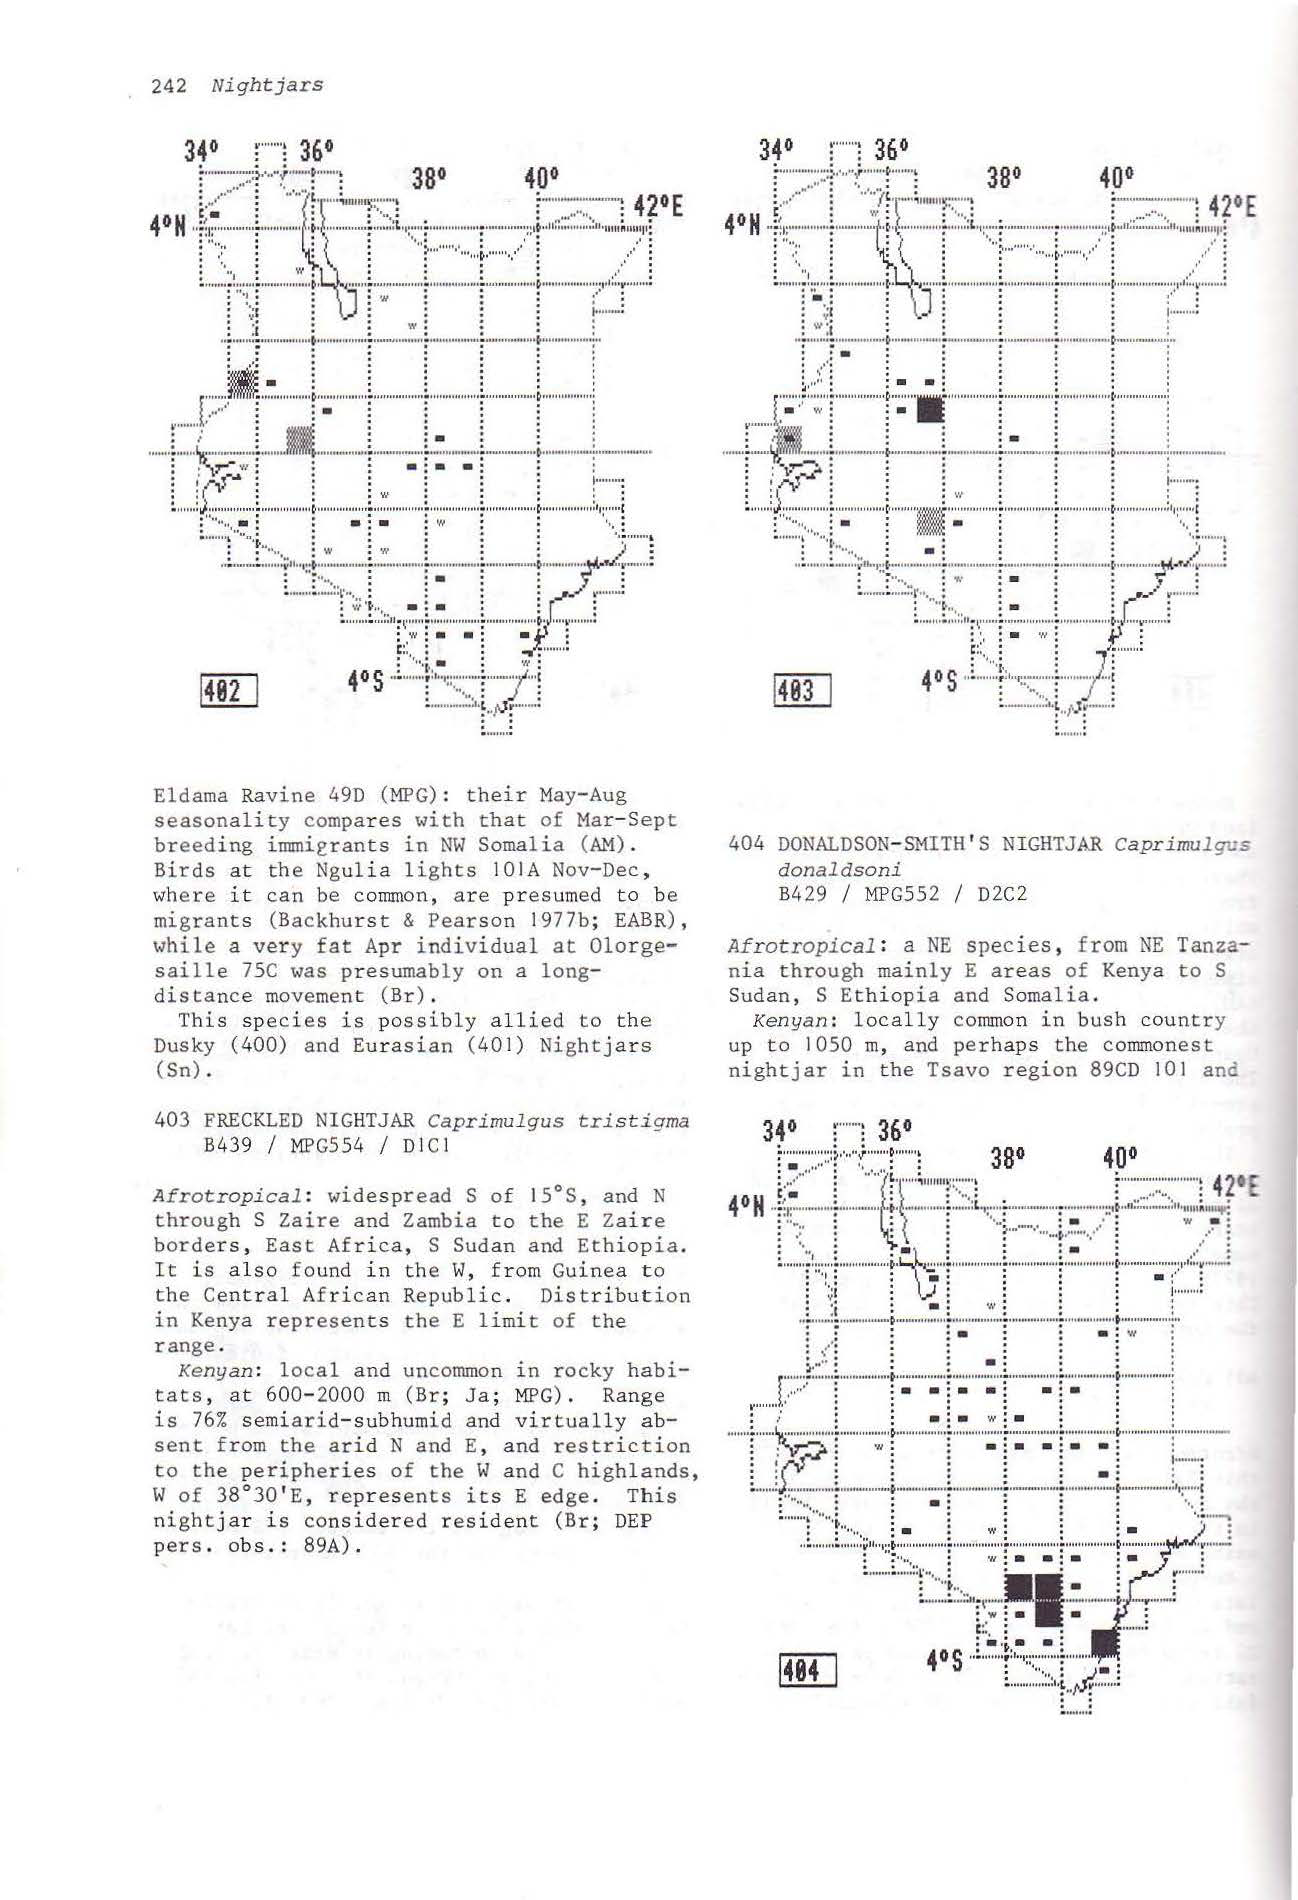 242 Nightjars
34° 36°
38° 40°
42°E
4°N
4°S
402
34° 36°
38° 40°
42°E
4°N
4°S
403
Eldama Ravine 49D (MPG): their May-Aug
seasonality compares with that of Mar-Sept
breeding immigrants in NW Somalia (AM).
Birds at the Ngulia lights 101A Nov-Dec,
where it can be common, are presumed to be
migrants (Backhurst & Pearson 1977b; EABR),
while a very fat Apr individual at Olorge-
saille 75C was presumably on a long-
distance movement (Br).
This species is possibly allied to the
Dusky (400) and Eurasian (401) Nightjars
(Sn).
403 FRECKLED NIGHTJAR Caprimulgus tristigma
B439 / MPG554 / D1C1
Afrotropical: widespread S of 15°S, and N
through S Zaire and Zambia to the E Zaire
borders, East Africa, S Sudan and Ethiopia.
It is also found in the W, from Guinea to
the Central African Republic. Distribution
in Kenya represents the E limit of the
range.
Kenyan: local and uncommon in rocky habi-
tats, at 600-2000 m (Br; Ja; MPG). Range
is 76% semiarid-subhumid and virtually ab-
sent from the arid N and E, and restriction
to the peripheries of the W and C highlands,
W of 38°30'E, represents its E edge. This
nightjar is considered resident (Br; DEP
pers. obs.: 89A).
404 DONALDSON-SMITH'S NIGHTJAR Caprimulgus
donaldsoni
B429 / MPG552 / D2C2
Afrotropical: a NE species, from NE Tanza-
nia through mainly E areas of Kenya to S
Sudan, S Ethiopia and Somalia.
Kenyan: locally common in bush country
up to 1050 m, and perhaps the commonest
nightjar in the Tsavo region 89CD 101 and
34° 36°
38° 40°
42°E
4°N
4°S
404